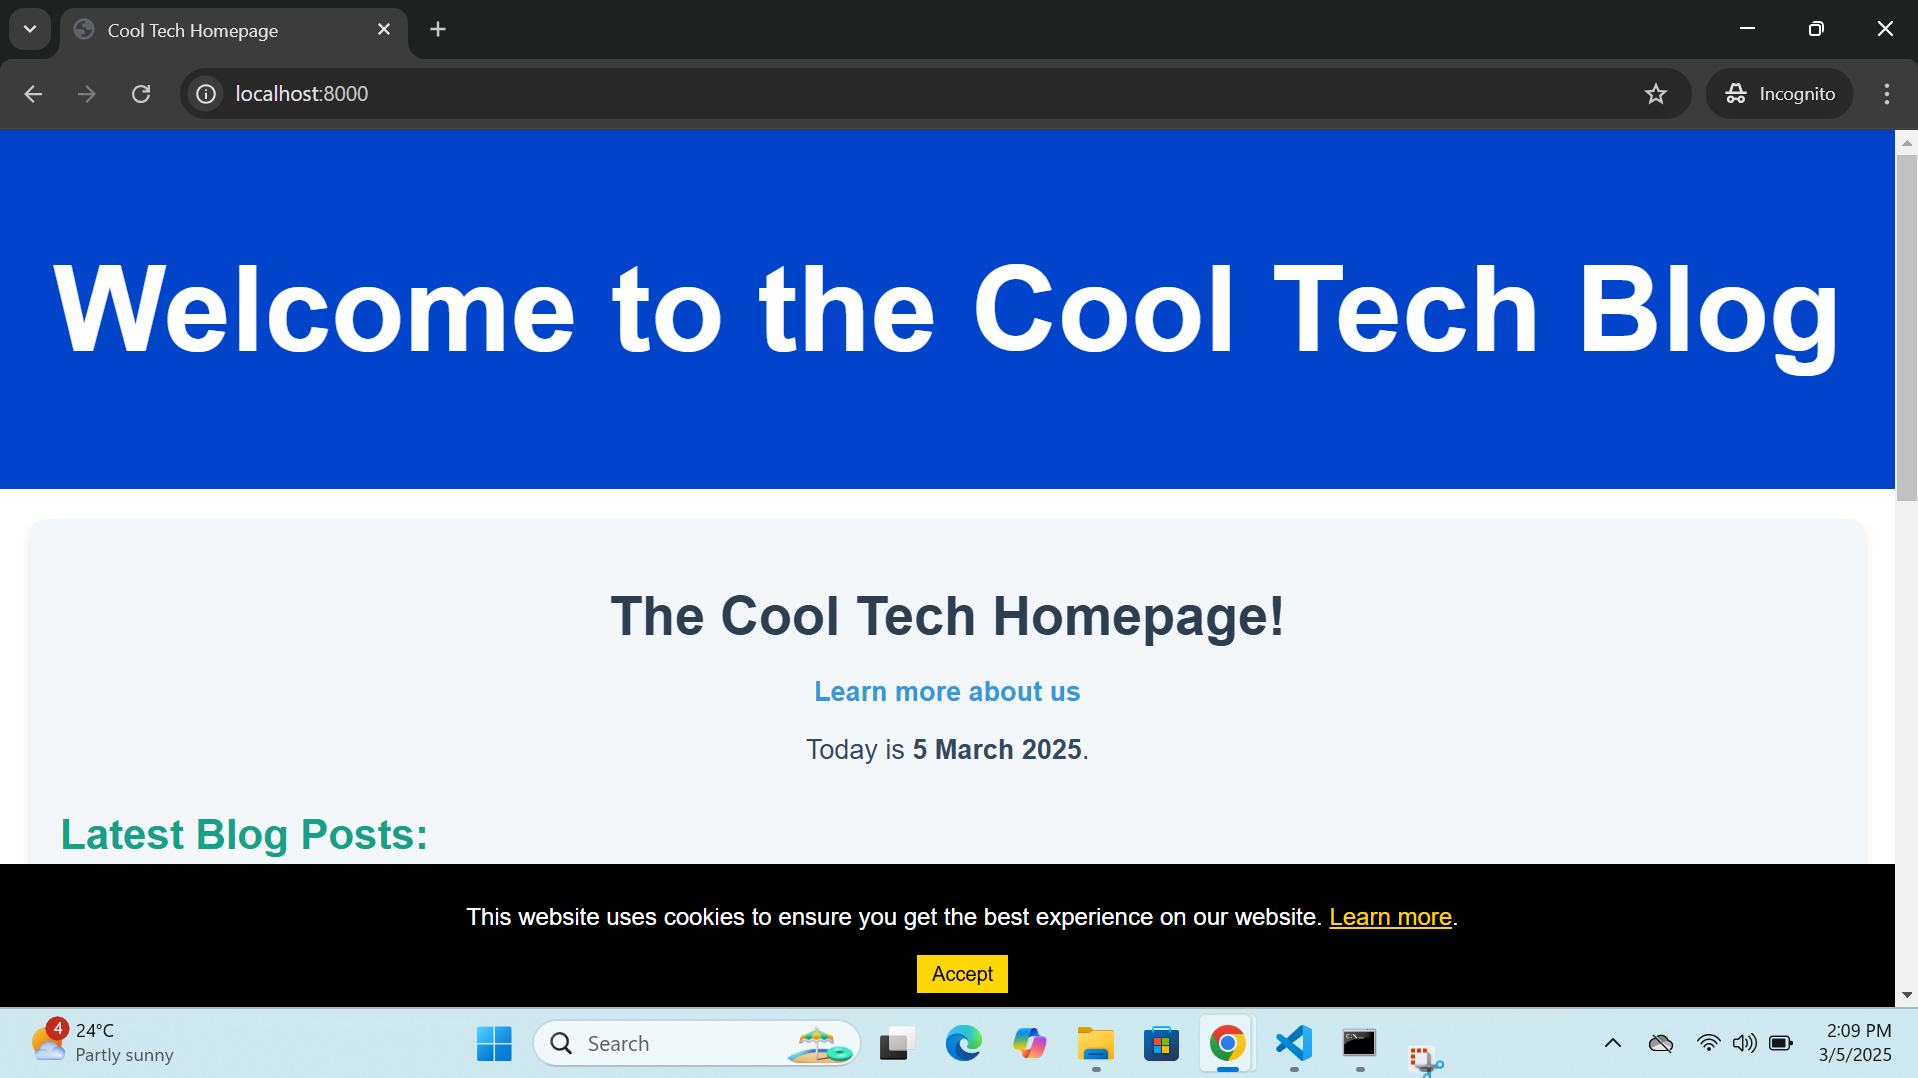 Cool Tech Homepage
localhost:8000
Incognito
Welcome to the Cool Tech Blog
The Cool Tech Homepage!
Learn more about us
Today is 5 March 2025.
Latest Blog Posts:
This website uses cookies to ensure you get the best experience on our website. Learn more.
Accept
4
24°C
Partly sunny
Search
2:09 PM
3/5/2025